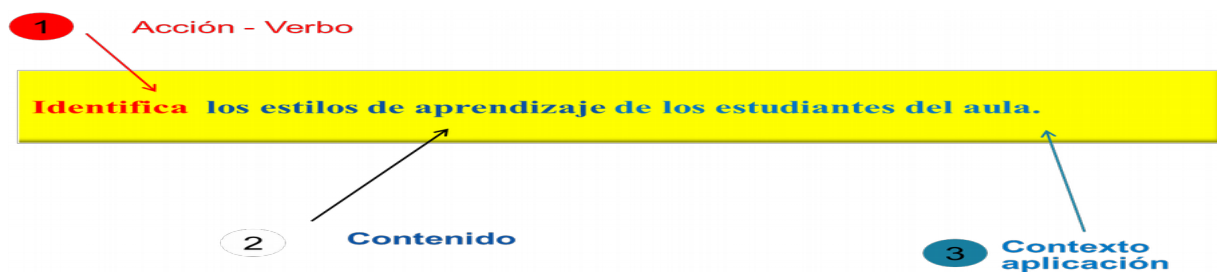 1 Acción - Verbo
Identifica los estilos de aprendizaje de los estudiantes del aula.
2 Contenido
3 Contexto
aplicación